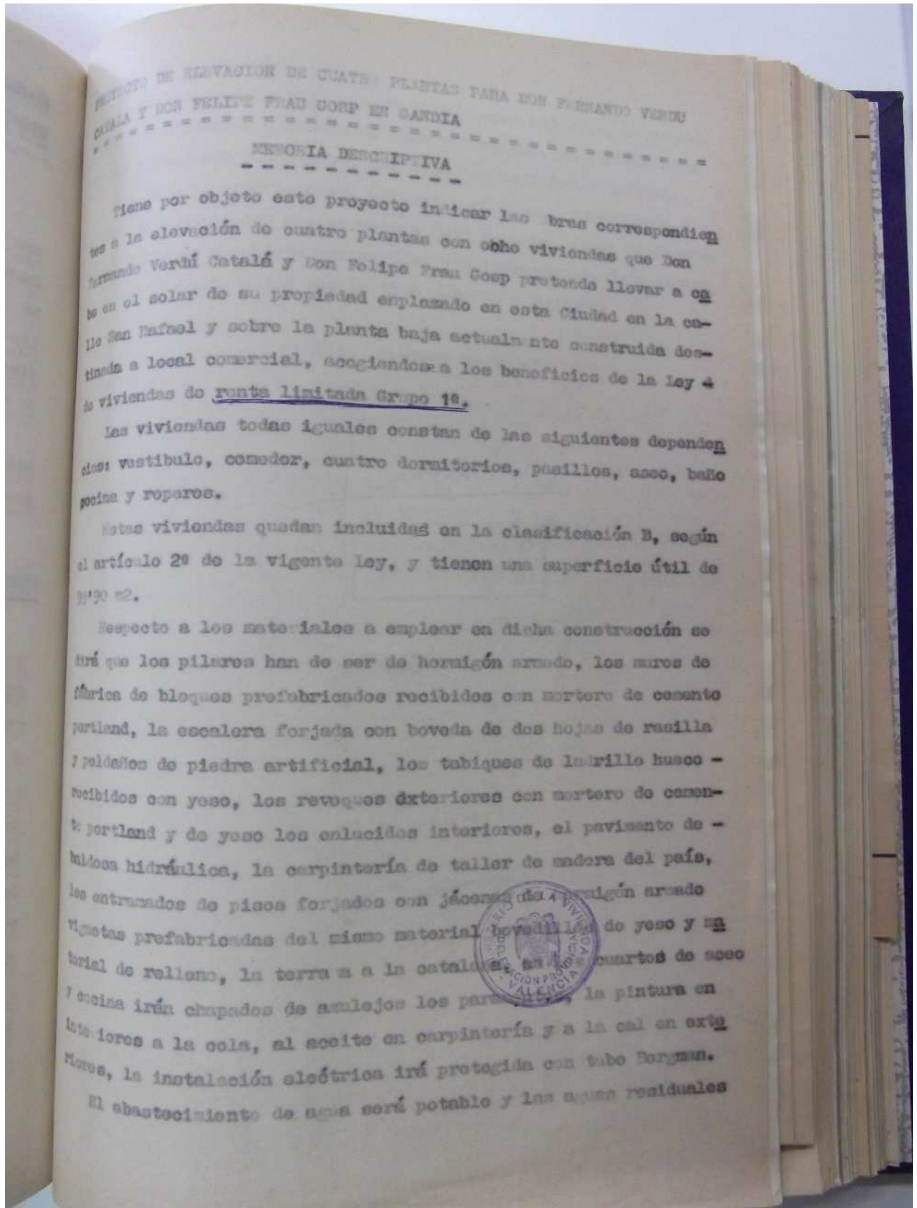 PROYECTO DE ELEVACION DE CUATRO PLANTAS PARA DON FERNANDO VERDU
CATALA Y DON FELIPE FRAU GOSP EN GANDIA
MEMORIA DESCRIPTIVA
Tiene por objeto este proyecto indicar las bras correspondien
tes a la elevación de cuatro plantas con obho viviendas que Don
Fernando Verdú Catalá y Don Felipe Frau Gosp pretende llevar a ca
bo en el solar de su propiedad emplazado en esta Ciudad en la ca-
lle San Rafael y sobre la planta baja actualmente construida des-
tinada a local comercial, acogiendose a los beneficios de la Ley
de viviendas de renta limitada Grupo 1º.
Las viviendas todas iguales constan de las siguientes dependen
cias: vestibulo, comedor, cuatro dormitorios, pasillos, aseo, baño
cocina y roperos.
Estas viviendas quedan incluidas en la clasificación B, según
el artículo 2º de la vigente Ley, y tienen una superficie útil de
'90 m2.
Respecto a los materiales a emplear en dicha construcción se
dirá que los pilares han de ser de hormigón armado, los muros de
fábrica de bloques prefabricados recibidos con mortero de cemento
portland, la escalera forjada con boveda de dos hojas de rasilla
y peldaños de piedra artificial, los tabiques de ladrillo hueco -
recibidos con yeso, los revoques dxteriores con mortero de cemen-
to portland y de yeso los enlucidos interiores, el pavimento de -
baldosa hidráulica, la carpintería de taller de madera del país,
los entramados de pisos forjados con jácenas de hormigón armado
viguetas prefabricadas del mismo material bovedillas de yeso y ma
terial de relleno, la terraza a la catalana, en los cuartos de aseo
y cocina irán chapados de azulejos los paramentos, la pintura en
interiores a la cola, al aceite en carpintería y a la cal en exte
riores, la instalación eléctrica irá protegida con tubo Bergman.
El abastecimiento de agua será potable y las aguas residuales
MINISTERIO DE LA VIVIENDA
DELEGACION PROVINCIAL
VALENCIA